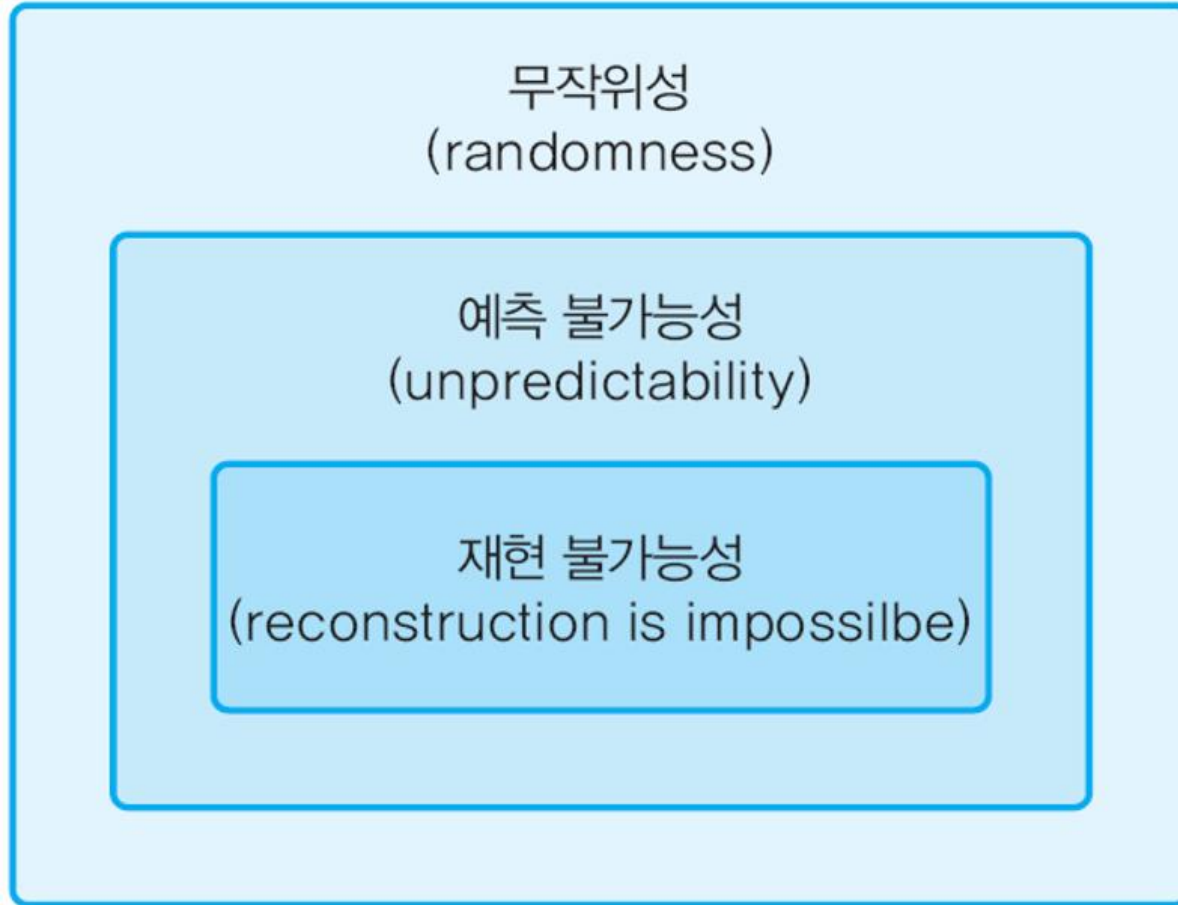 무작위성
(randomness)
예측 불가능성
(unpredictability)
재현 불가능성
(reconstruction is impossilbe)